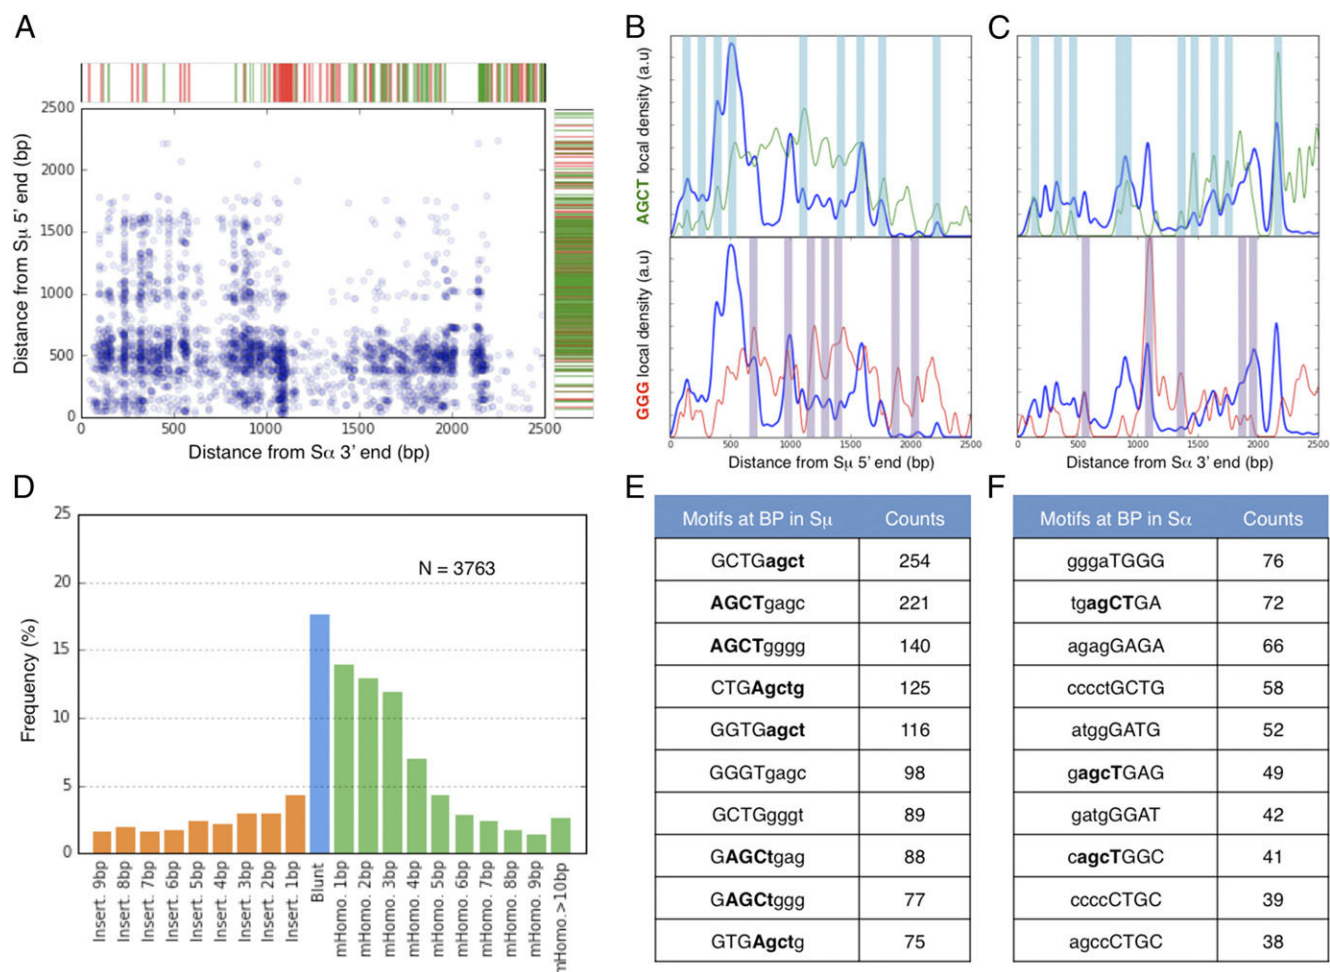 A
2500
2000
1500
1000
500
0
Distance from Sμ 5' end (bp)
0 500 1000 1500 2000 2500
Distance from Sα 3' end (bp)
B
AGCT local density (a.u)
GGG local density (a.u)
0 500 1000 1500 2000 2500
Distance from Sμ 5' end (bp)
C
0 500 1000 1500 2000 2500
Distance from Sα 3' end (bp)
D
25
20
15
10
5
0
Frequency (%)
N = 3763
Insert. 9bp
Insert. 8bp
Insert. 7bp
Insert. 6bp
Insert. 5bp
Insert. 4bp
Insert. 3bp
Insert. 2bp
Insert. 1bp
Blunt
mHomo. 1bp
mHomo. 2bp
mHomo. 3bp
mHomo. 4bp
mHomo. 5bp
mHomo. 6bp
mHomo. 7bp
mHomo. 8bp
mHomo. 9bp
mHomo.>10bp
E
Motifs at BP in Sμ Counts
GCTGagct 254
AGCTgagc 221
AGCTgggg 140
CTGAgctg 125
GGTGagct 116
GGGTgagc 98
GCTGgggt 89
GAGCtgag 88
GAGCtggg 77
GTGAgctg 75
F
Motifs at BP in Sα Counts
gggaTGGG 76
tgagCTGA 72
agagGAGA 66
cccctGCTG 58
atggGATG 52
gagcTGAG 49
gatgGGAT 42
cagcTGGC 41
ccccCTGC 39
agccCTGC 38